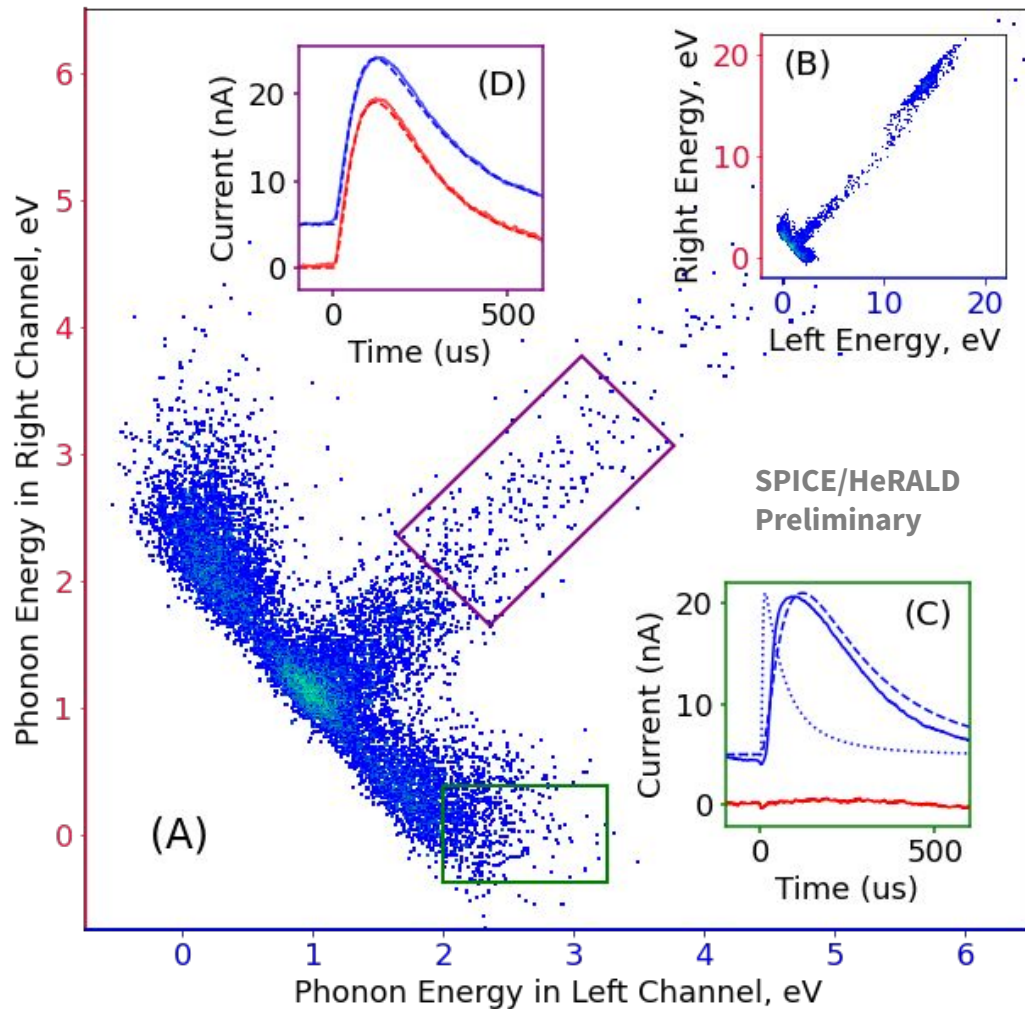 6
5
4
3
2
1
0
Phonon Energy in Right Channel, eV
0 1 2 3 4 5 6
Phonon Energy in Left Channel, eV
(A)
(D)
20
10
0
Current (nA)
0 500
Time (us)
(B)
20
10
0
Right Energy, eV
0 10 20
Left Energy, eV
SPICE/HeRALD
Preliminary
(C)
20
10
0
Current (nA)
0 500
Time (us)